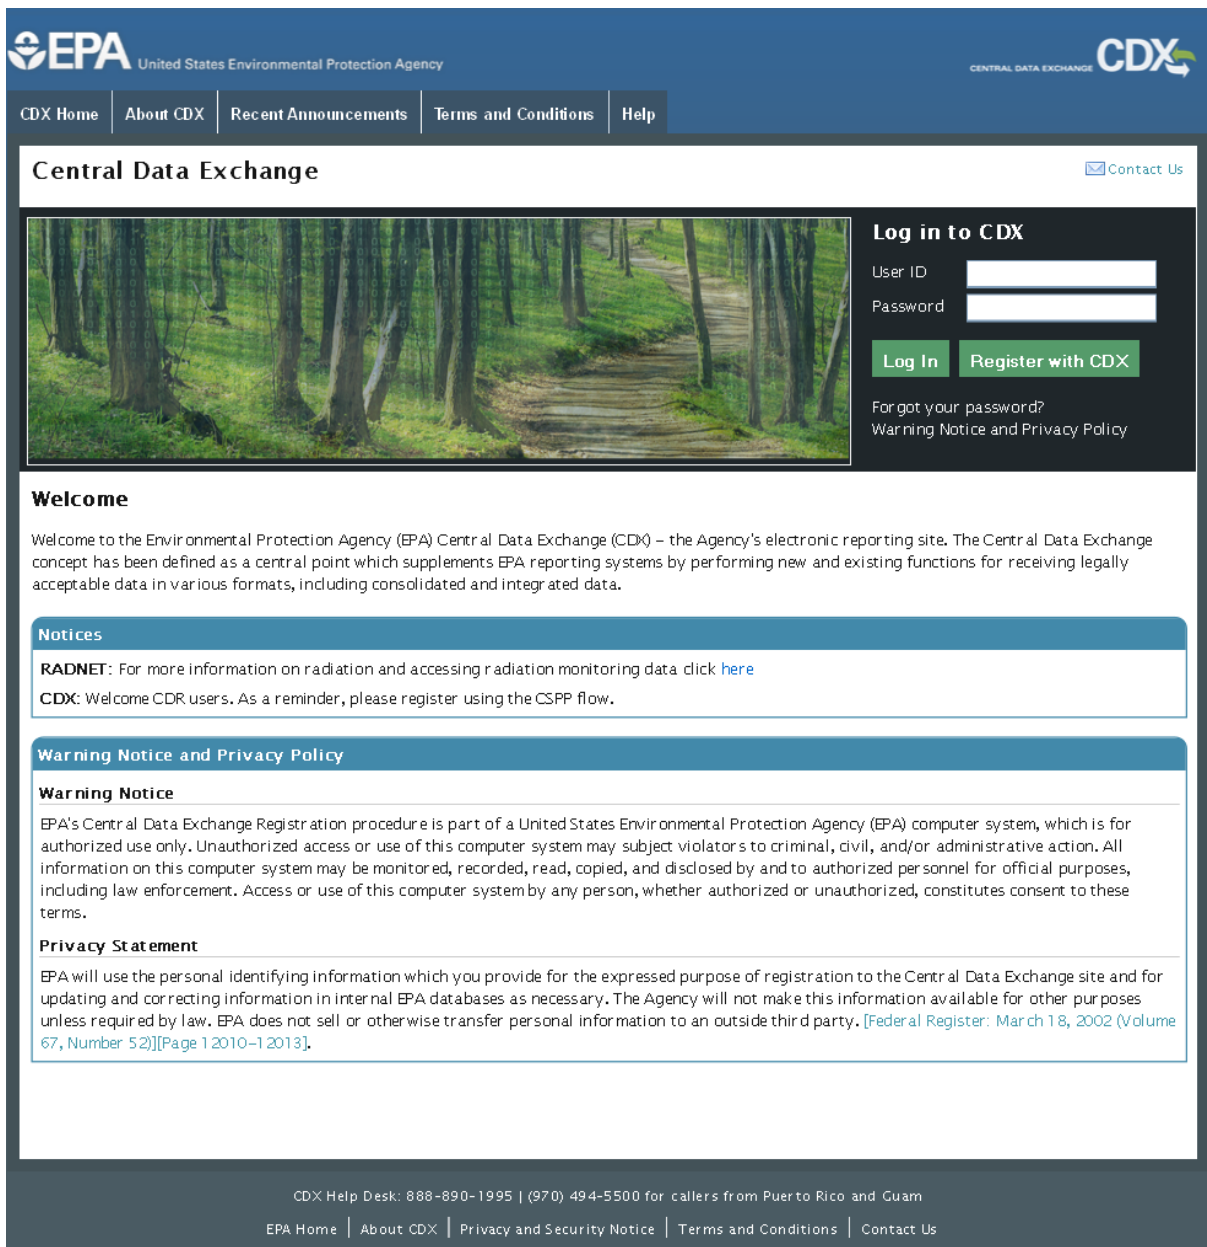 EPA United States Environmental Protection Agency
CENTRAL DATA EXCHANGE CDX
CDX Home About CDX Recent Announcements Terms and Conditions Help
Central Data Exchange
Contact Us
Log in to CDX
User ID
Password
Log In Register with CDX
Forgot your password?
Warning Notice and Privacy Policy
Welcome
Welcome to the Environmental Protection Agency (EPA) Central Data Exchange (CDX) – the Agency's electronic reporting site. The Central Data Exchange
concept has been defined as a central point which supplements EPA reporting systems by performing new and existing functions for receiving legally
acceptable data in various formats, including consolidated and integrated data.
Notices
RADNET: For more information on radiation and accessing radiation monitoring data click here
CDX: Welcome CDR users. As a reminder, please register using the CSPP flow.
Warning Notice and Privacy Policy
Warning Notice
EPA's Central Data Exchange Registration procedure is part of a United States Environmental Protection Agency (EPA) computer system, which is for
authorized use only. Unauthorized access or use of this computer system may subject violators to criminal, civil, and/or administrative action. All
information on this computer system may be monitored, recorded, read, copied, and disclosed by and to authorized personnel for official purposes,
including law enforcement. Access or use of this computer system by any person, whether authorized or unauthorized, constitutes consent to these
terms.
Privacy Statement
EPA will use the personal identifying information which you provide for the expressed purpose of registration to the Central Data Exchange site and for
updating and correcting information in internal EPA databases as necessary. The Agency will not make this information available for other purposes
unless required by law. EPA does not sell or otherwise transfer personal information to an outside third party. [Federal Register: March 18, 2002 (Volume
67, Number 52)][Page 12010–12013].
CDX Help Desk: 888-890-1995 | (970) 494-5500 for callers from Puerto Rico and Guam
EPA Home | About CDX | Privacy and Security Notice | Terms and Conditions | Contact Us